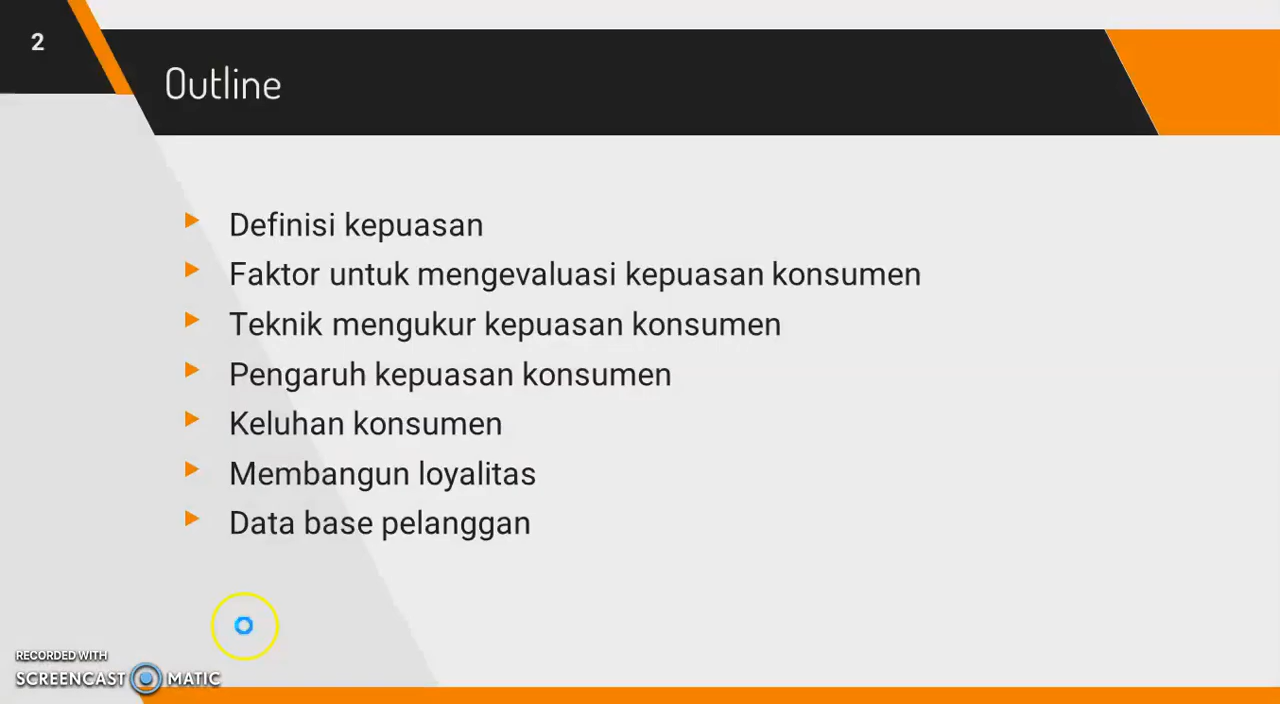 2
Outline
Definisi kepuasan
Faktor untuk mengevaluasi kepuasan konsumen
Teknik mengukur kepuasan konsumen
Pengaruh kepuasan konsumen
Keluhan konsumen
Membangun loyalitas
Data base pelanggan
RECORDED WITH
SCREENCAST MATIC